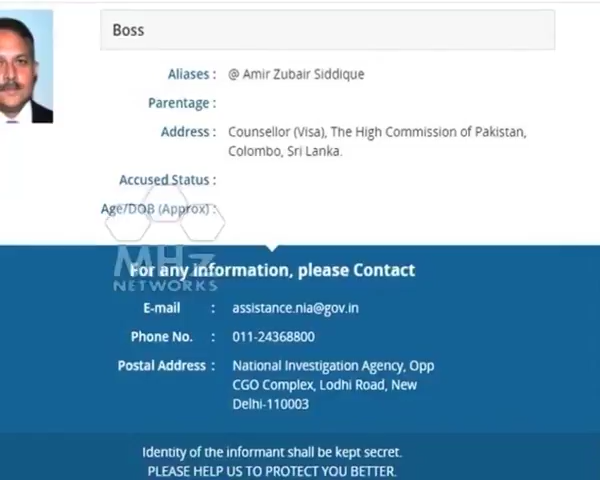 Boss
Aliases : @ Amir Zubair Siddique
Parentage :
Address : Counsellor (Visa), The High Commission of Pakistan,
Colombo, Sri Lanka.
Accused Status :
Age/DOB (Approx) :
MHz
NETWORKS
For any information, please Contact
E-mail : assistance.nia@gov.in
Phone No. : 011-24368800
Postal Address : National Investigation Agency, Opp
CGO Complex, Lodhi Road, New
Delhi-110003
Identity of the informant shall be kept secret.
PLEASE HELP US TO PROTECT YOU BETTER.